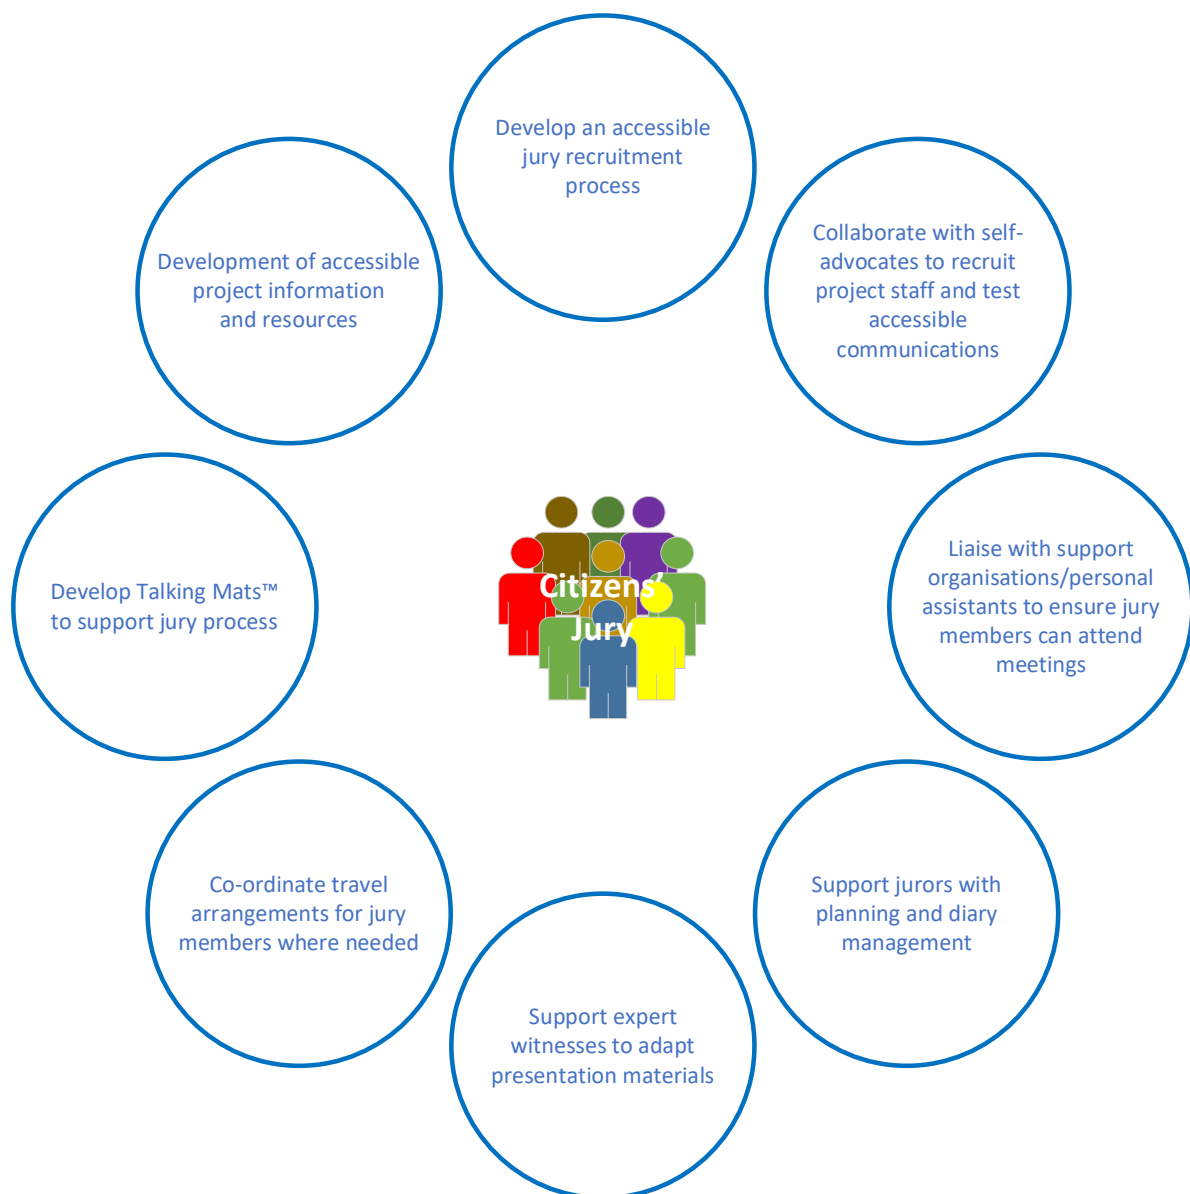 Develop an accessible
jury recruitment
process
Collaborate with self-
advocates to recruit
project staff and test
accessible
communications
Liaise with support
organisations/personal
assistants to ensure jury
members can attend
meetings
Support jurors with
planning and diary
management
Support expert
witnesses to adapt
presentation materials
Co-ordinate travel
arrangements for jury
members where needed
Develop Talking Mats™
to support jury process
Development of accessible
project information
and resources
Citizens’
Jury